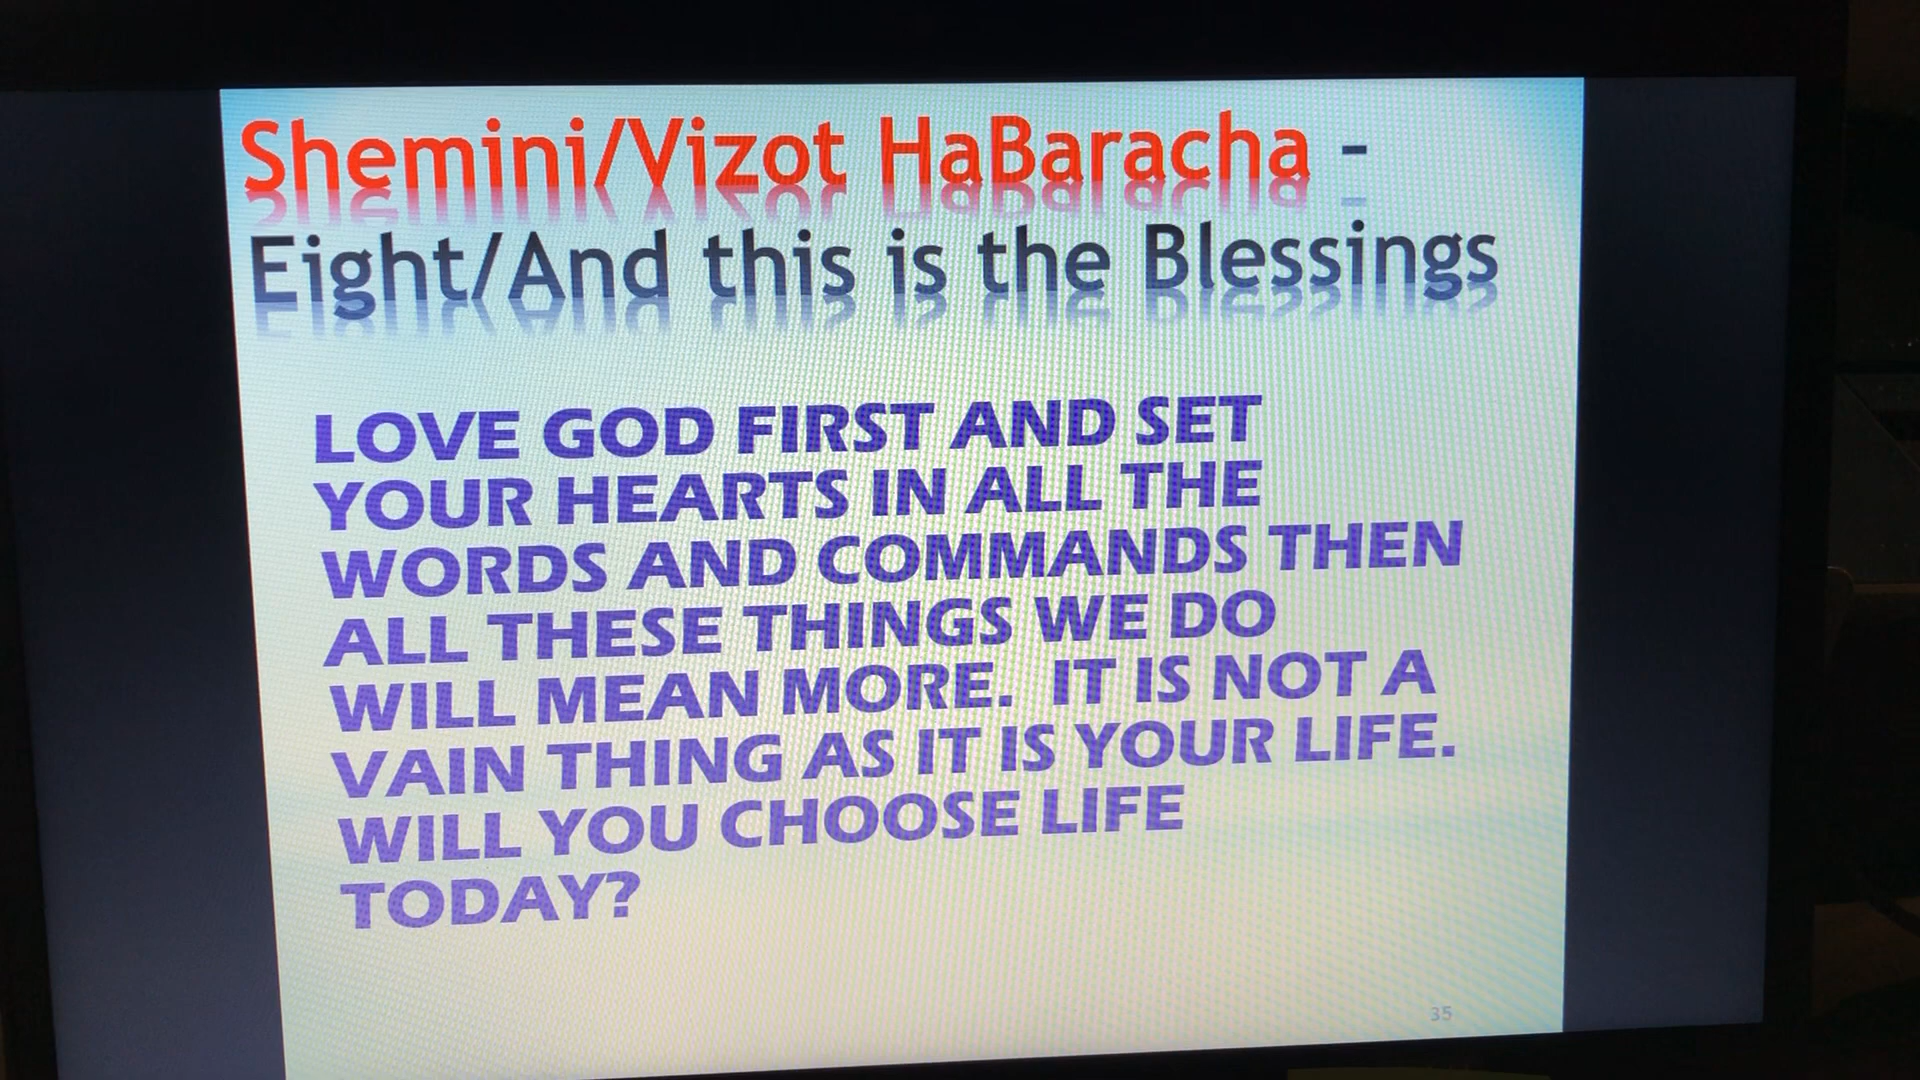 Shemini/Vizot HaBaracha -
Eight/And this is the Blessings
LOVE GOD FIRST AND SET
YOUR HEARTS IN ALL THE
WORDS AND COMMANDS THEN
ALL THESE THINGS WE DO
WILL MEAN MORE. IT IS NOT A
VAIN THING AS IT IS YOUR LIFE.
WILL YOU CHOOSE LIFE
TODAY?
35